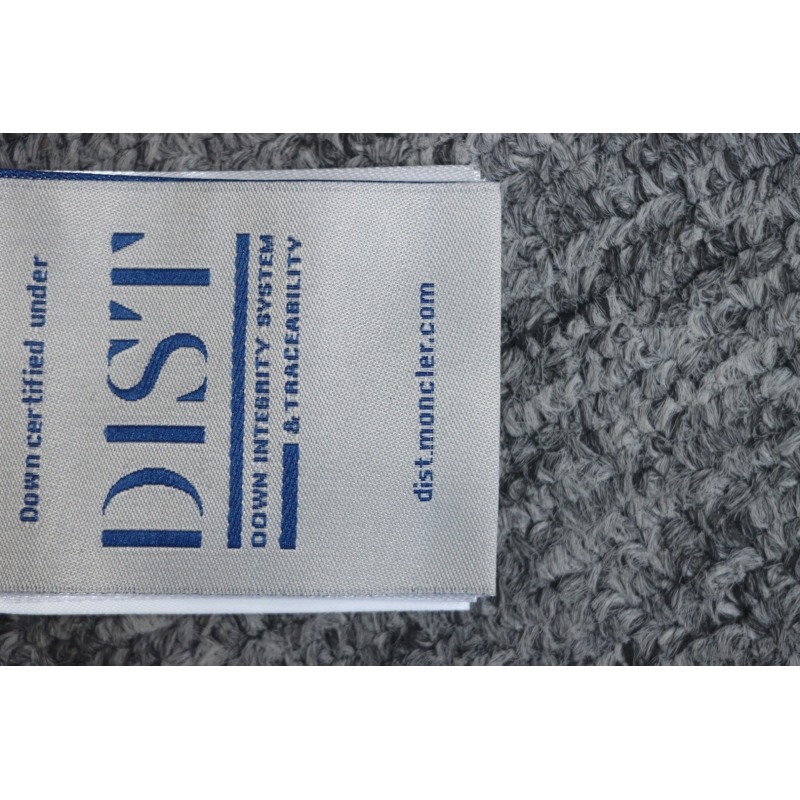 Down certified under
DIST
DOWN INTEGRITY SYSTEM
& TRACEABILITY
dist.moncler.com